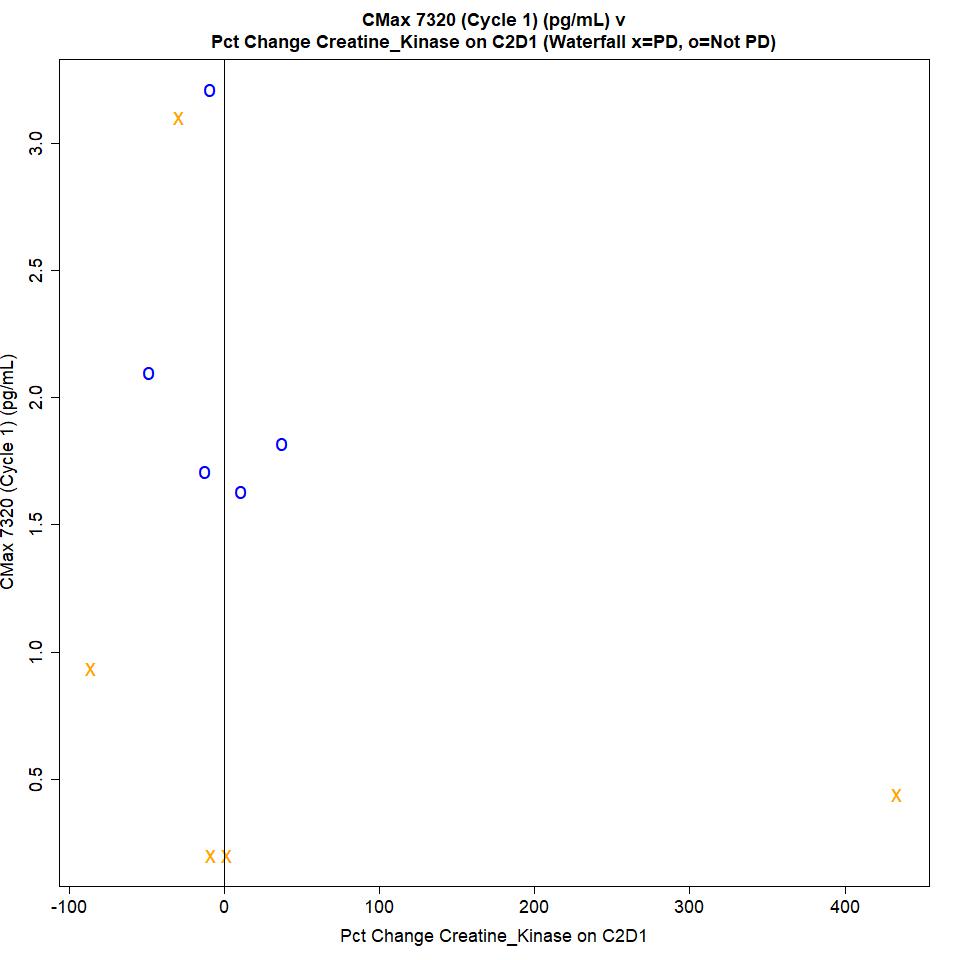 CMax 7320 (Cycle 1) (pg/mL) v
Pct Change Creatine_Kinase on C2D1 (Waterfall x=PD, o=Not PD)
CMax 7320 (Cycle 1) (pg/mL)
3.0
2.5
2.0
1.5
1.0
0.5
O
X
O
O
O
O
X
X
X
X
-100
0
100
200
300
400
Pct Change Creatine_Kinase on C2D1